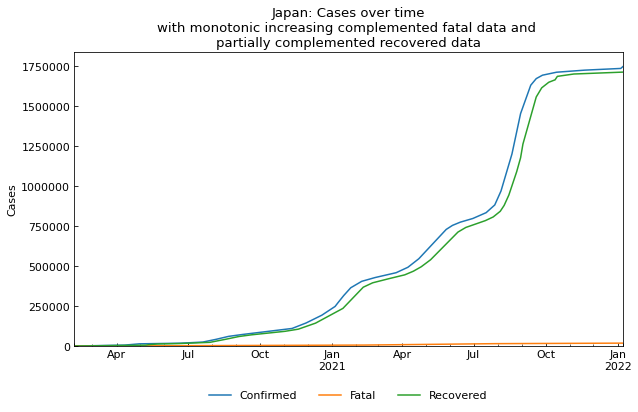 Japan: Cases over time
with monotonic increasing complemented fatal data and
partially complemented recovered data
Cases
1750000
1500000
1250000
1000000
750000
500000
250000
0
Apr Jul Oct Jan Apr Jul Oct Jan
2021 2022
Confirmed Fatal Recovered